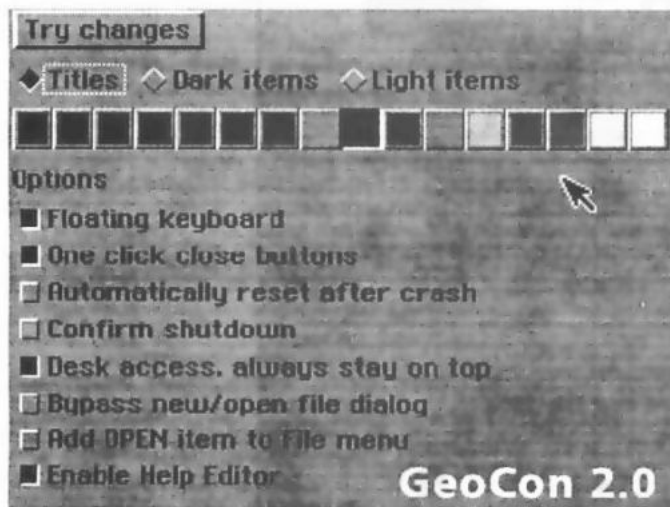 Try changes
Titles Dark items Light items
Options
Floating keyboard
One click close buttons
Automatically reset after crash
Confirm shutdown
Desk access. always stay on top
Bypass new/open file dialog
Add OPEN item to File menu
Enable Help Editor
GeoCon 2.0